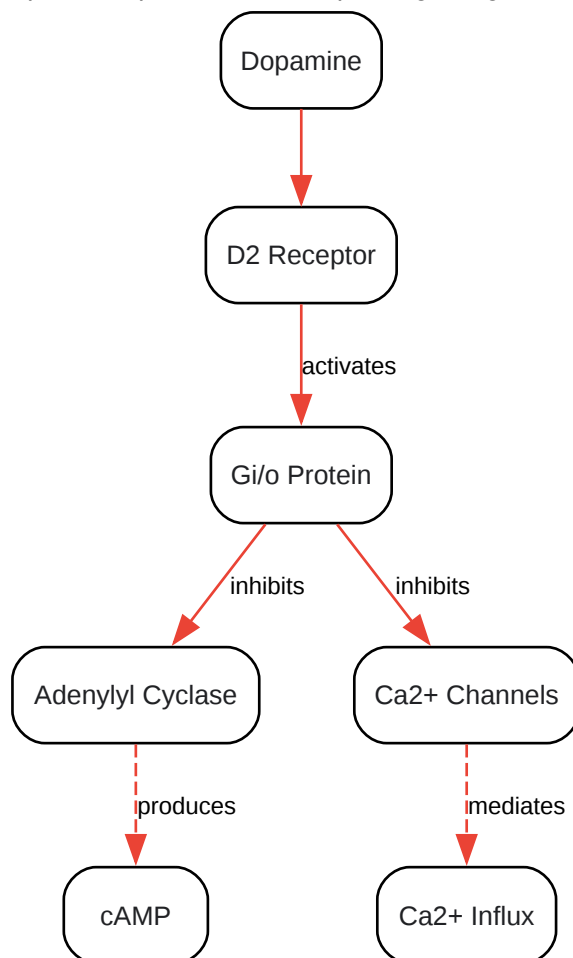 Dopamine
D2 Receptor
activates
Gi/o Protein
inhibits
inhibits
Adenylyl Cyclase
Ca2+ Channels
produces
mediates
cAMP
Ca2+ Influx